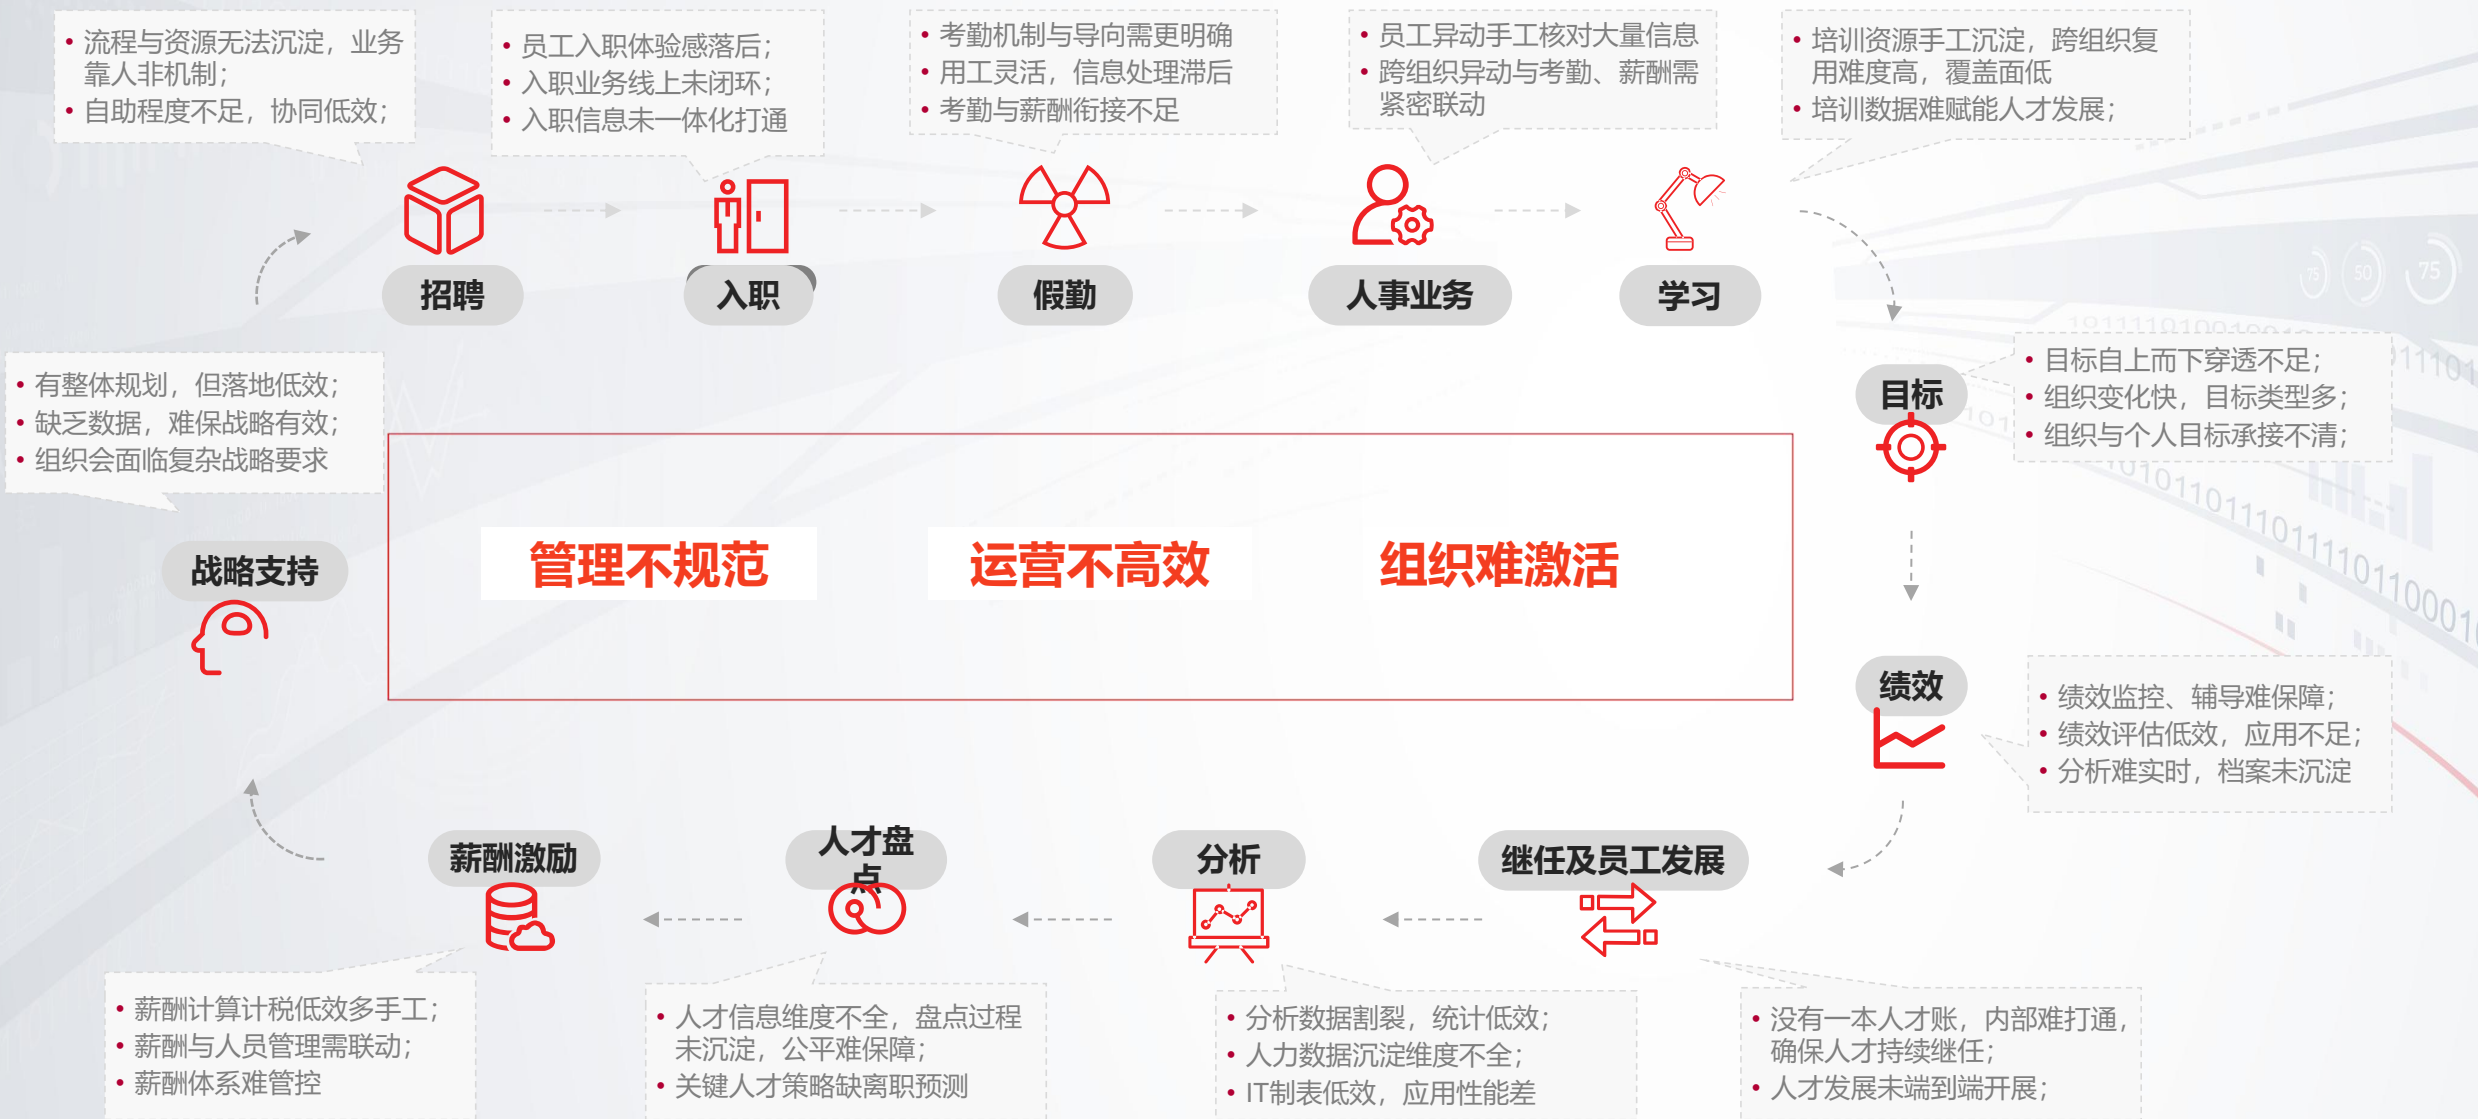 • 流程与资源无法沉淀，业务
靠人非机制；
• 自助程度不足，协同低效；
• 员工入职体验感落后；
• 入职业务线上未闭环；
• 入职信息未一体化打通
• 考勤机制与导向需更明确
• 用工灵活，信息处理滞后
• 考勤与薪酬衔接不足
• 员工异动手工核对大量信息
• 跨组织异动与考勤、薪酬需
紧密联动
• 培训资源手工沉淀，跨组织复
用难度高，覆盖面低
• 培训数据难赋能人才发展；
招聘
入职
假勤
人事业务
学习
75
50
75
• 有整体规划，但落地低效；
• 缺乏数据，难保战略有效；
• 组织会面临复杂战略要求
目标
• 目标自上而下穿透不足；
• 组织变化快，目标类型多；
• 组织与个人目标承接不清；
管理不规范
运营不高效
组织难激活
战略支持
绩效
• 绩效监控、辅导难保障；
• 绩效评估低效，应用不足；
• 分析难实时，档案未沉淀
薪酬激励
人才盘
点
分析
继任及员工发展
• 薪酬计算计税低效多手工；
• 薪酬与人员管理需联动；
• 薪酬体系难管控
• 人才信息维度不全，盘点过程
未沉淀，公平难保障；
• 关键人才策略缺离职预测
• 分析数据割裂，统计低效；
• 人力数据沉淀维度不全；
• IT制表低效，应用性能差
• 没有一本人才账，内部难打通，
确保人才持续继任；
• 人才发展未端到端开展；